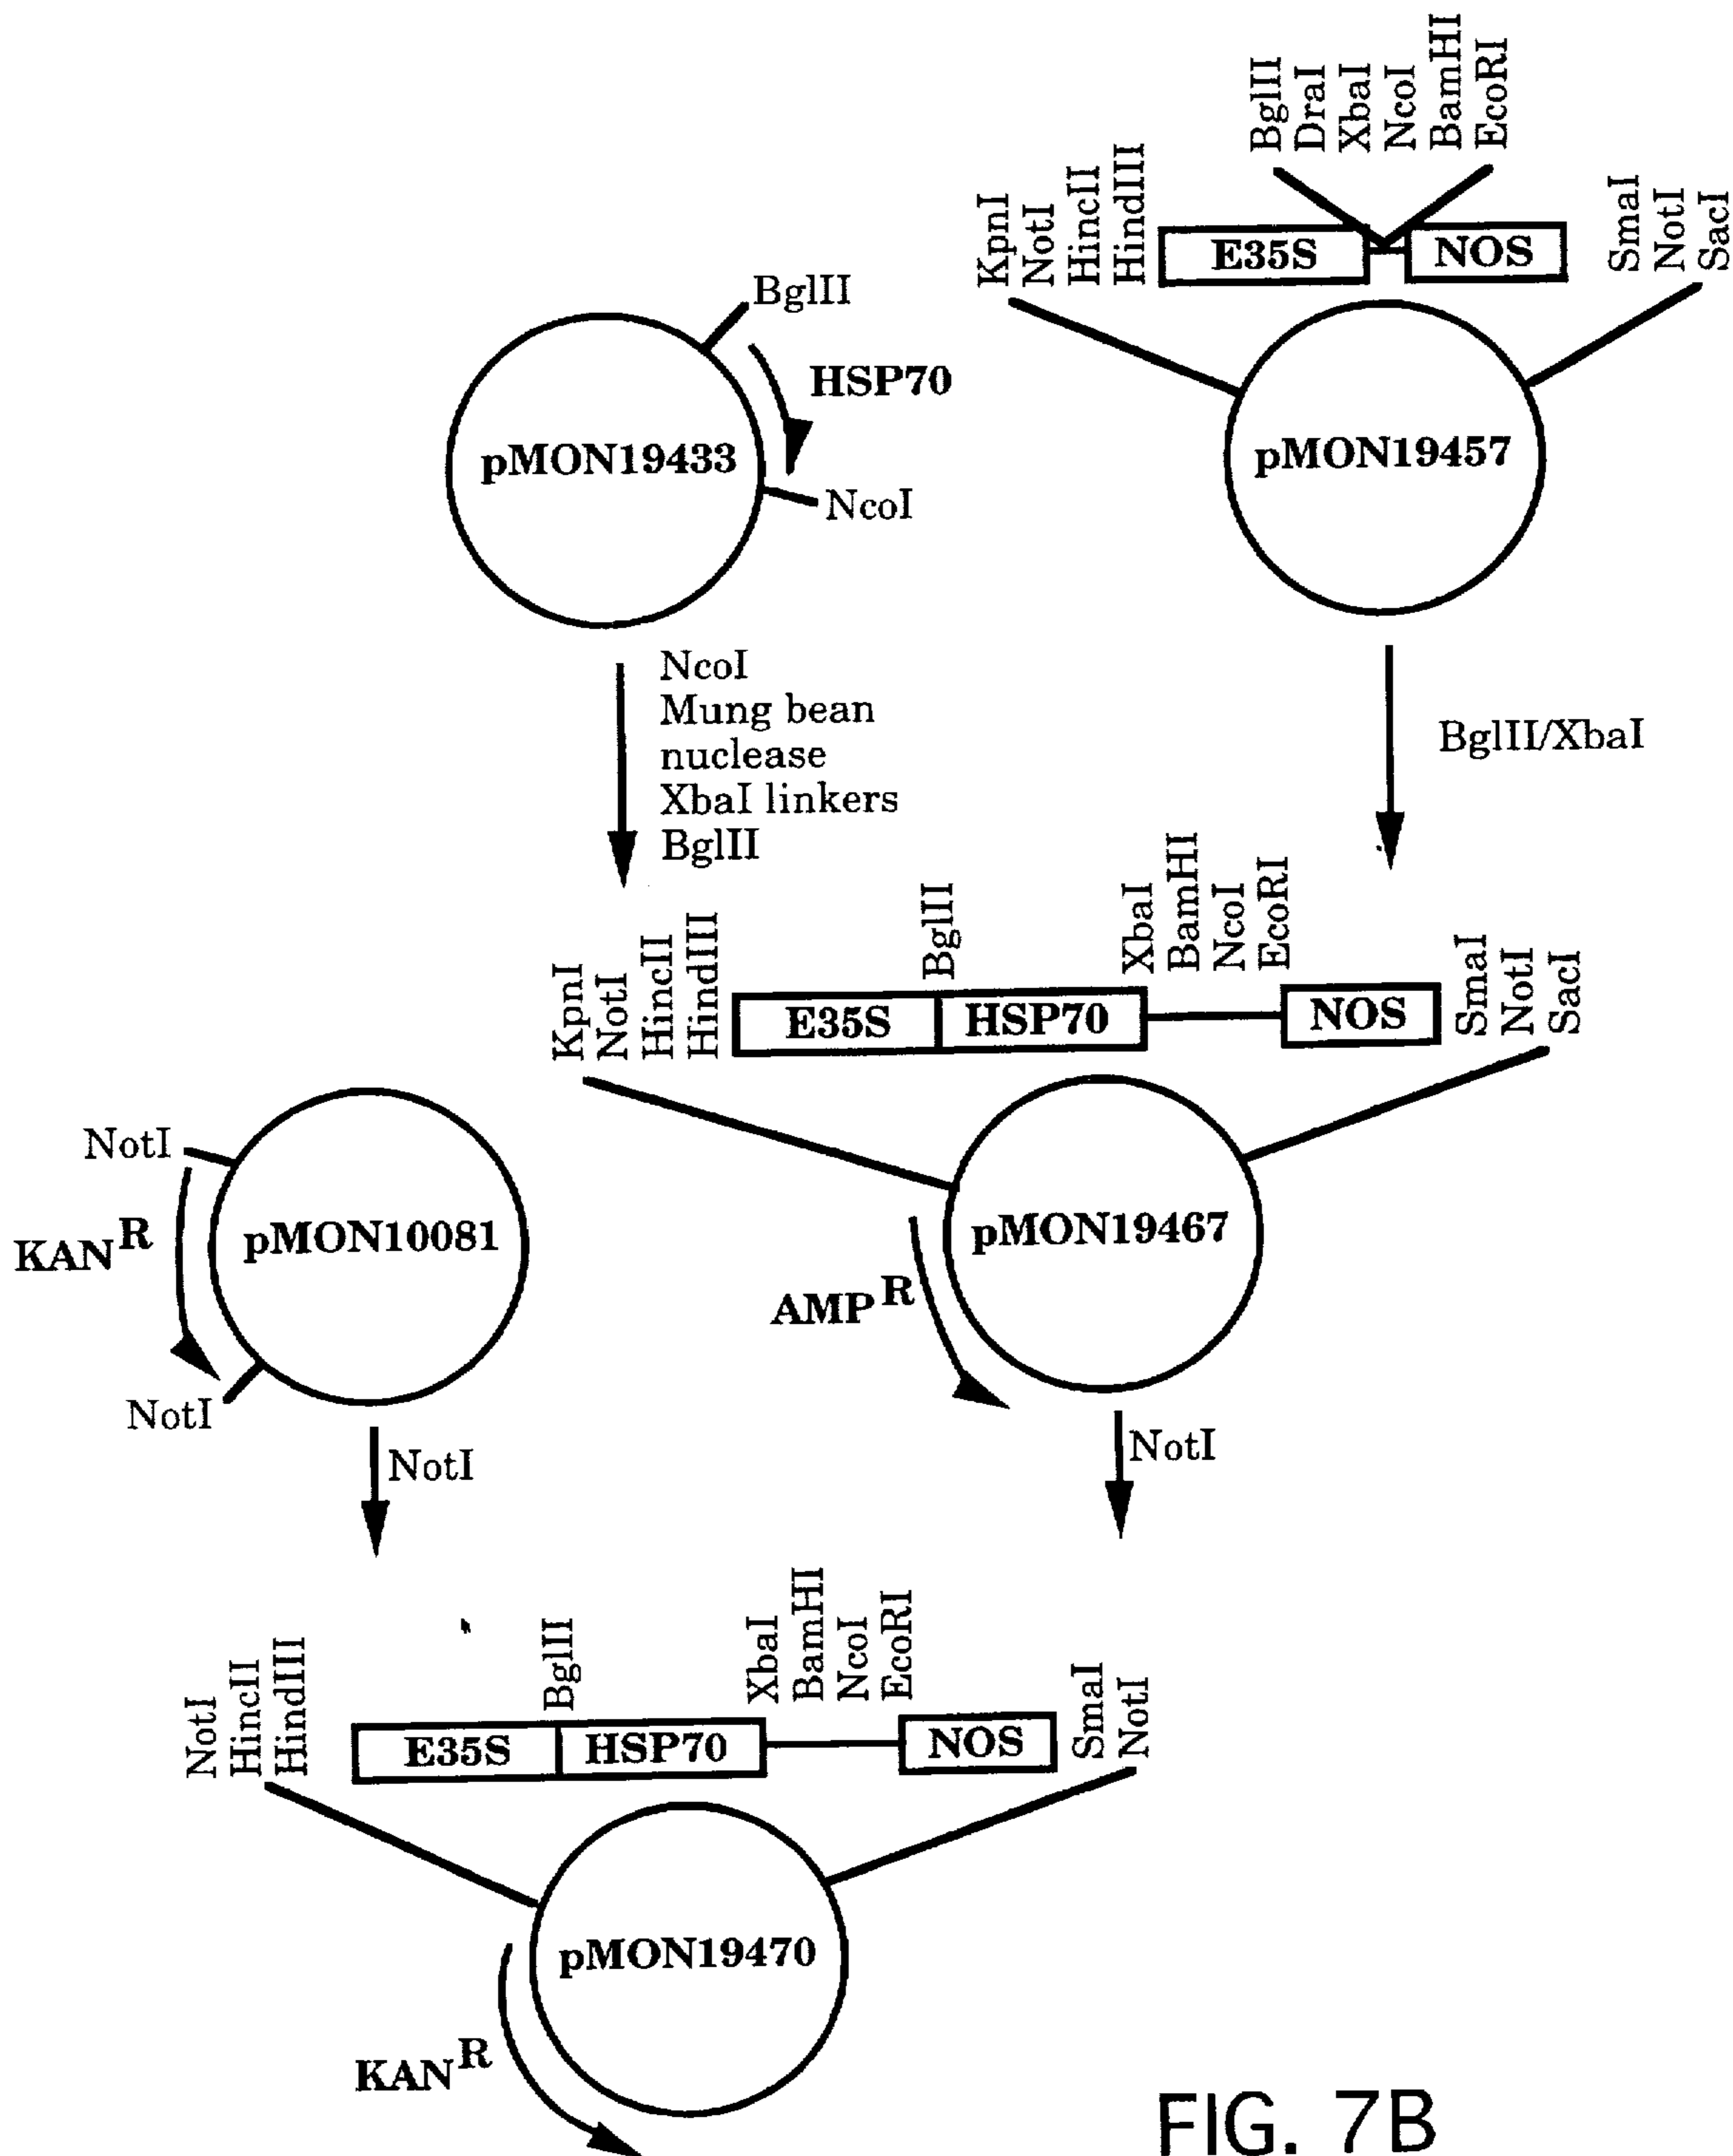 BglII
DraI
XbaI
NcoI
BamHI
EcoRI
KpnI
NotI
HincII
HindIII
E35S
NOS
SmaI
NotI
SacI
BglII
HSP70
pMON19433
NcoI
pMON19457
NcoI
Mung bean
nuclease
XbaI linkers
BglII
BglII/XbaI
KpnI
NotI
HincII
HindIII
BglII
XbaI
BamHI
NcoI
EcoRI
E35S
HSP70
NOS
SmaI
NotI
SacI
NotI
KAN R
pMON10081
NotI
pMON19467
AMP R
NotI
NotI
NotI
HincII
HindIII
BglII
XbaI
BamHI
NcoI
EcoRI
E35S
HSP70
NOS
SmaI
NotI
pMON19470
KAN R
FIG. 7B